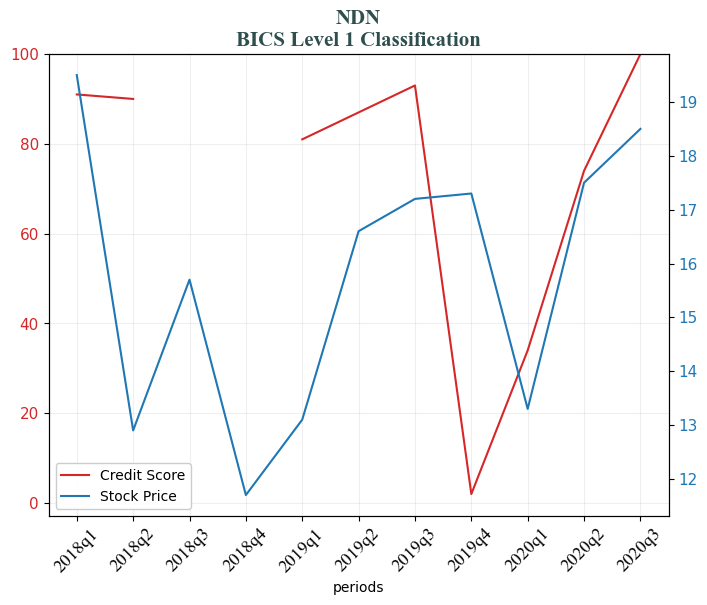 NDN
BICS Level 1 Classification
100
80
60
40
20
0
19
18
17
16
15
14
13
12
Credit Score
Stock Price
2018q1
2018q2
2018q3
2018q4
2019q1
2019q2
2019q3
2019q4
2020q1
2020q2
2020q3
periods